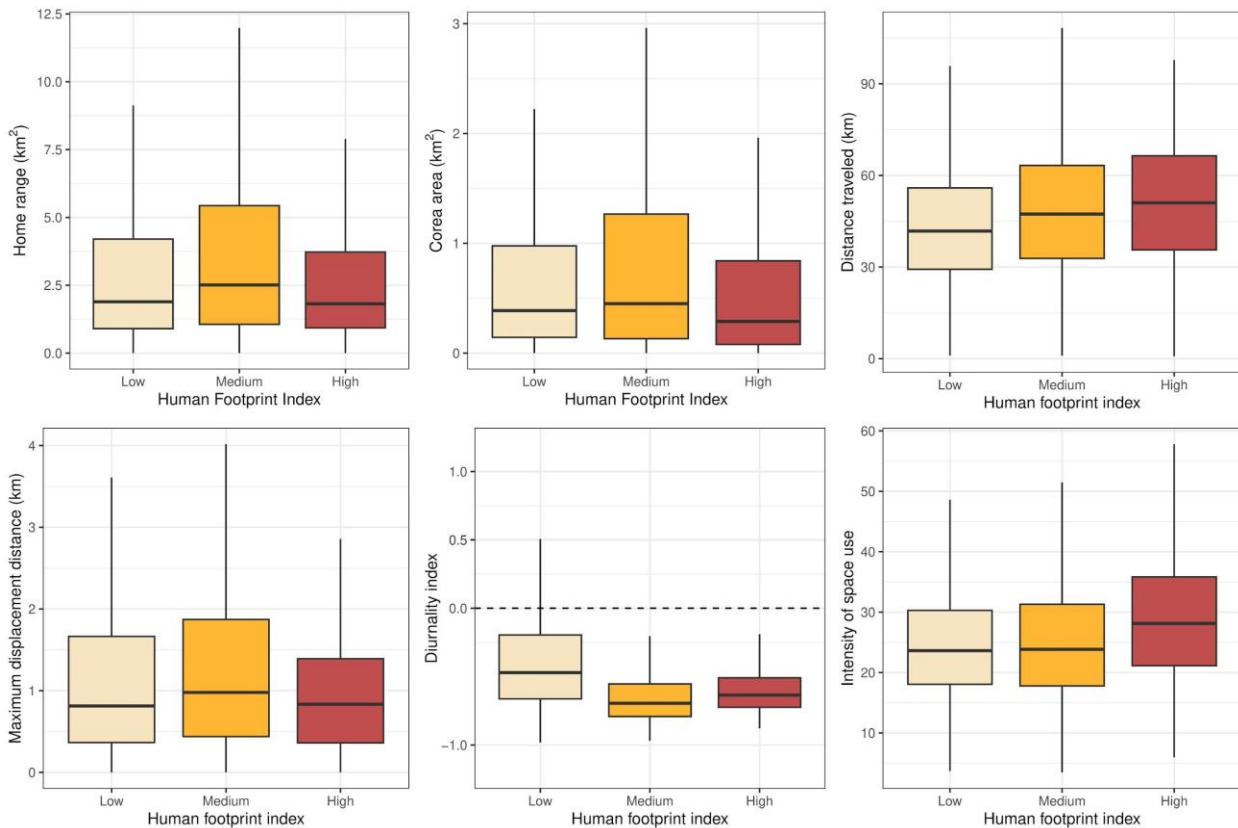 Home range (km²)
12.5
10.0
7.5
5.0
2.5
0.0
Low Medium High
Human Footprint Index
Corea area (km²)
3
2
1
0
Low Medium High
Human Footprint Index
Distance traveled (km)
90
60
30
0
Low Medium High
Human footprint index
Maximum displacement distance (km)
4
3
2
1
0
Low Medium High
Human footprint index
Diurnality index
1.0
0.5
0.0
−1.0
Low Medium High
Human footprint index
Intensity of space use
60
50
40
30
20
10
Low Medium High
Human footprint index